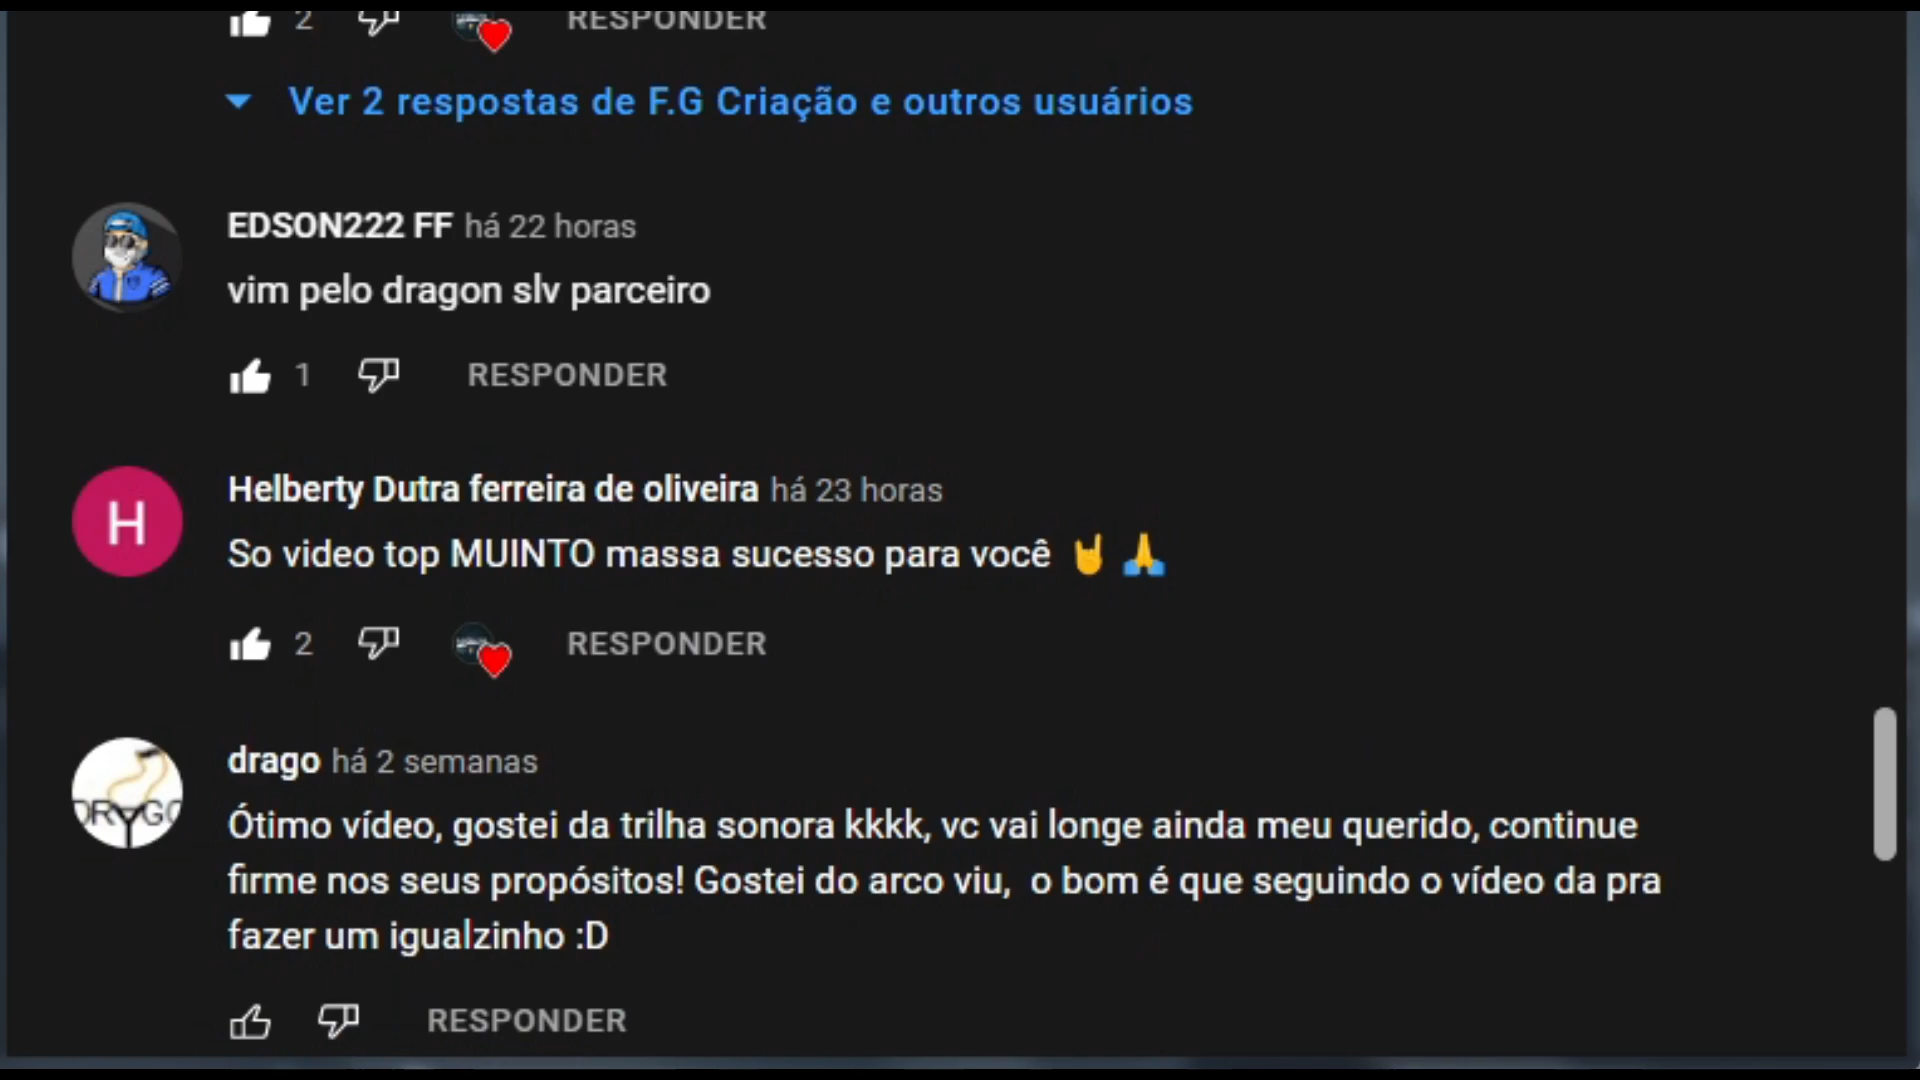 2 RESPONDER
Ver 2 respostas de F.G Criação e outros usuários
EDSON222 FF há 22 horas
vim pelo dragon slv parceiro
1 RESPONDER
H
Helberty Dutra ferreira de oliveira há 23 horas
So video top MUINTO massa sucesso para você 🤘 🙏
2 RESPONDER
DRYGO
drago há 2 semanas
Ótimo vídeo, gostei da trilha sonora kkkk, vc vai longe ainda meu querido, continue
firme nos seus propósitos! Gostei do arco viu,  o bom é que seguindo o vídeo da pra
fazer um igualzinho :D
RESPONDER